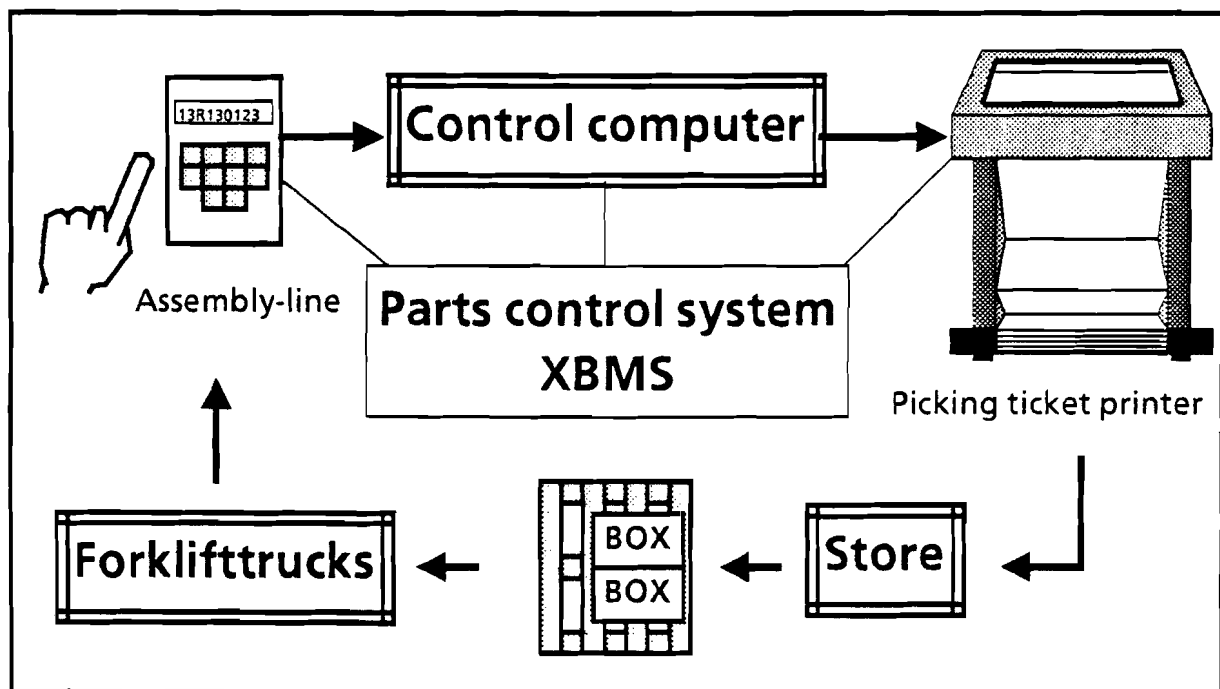 13R130123
Control computer
Assembly-line
Parts control system
XBMS
Picking ticket printer
Forklifttrucks
BOX
BOX
Store